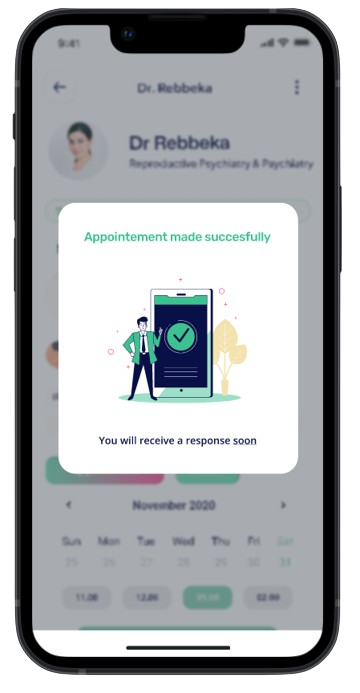 9:41
Dr. Rebbeka
Dr Rebbeka
Reproductive Psychiatry & Psychiatry
Appointement made succesfully
You will receive a response soon
November 2020
Sun Mon Tue Wed Thu Fri Sat
25 26 27 28 29 30 31
11.00 12.00 01.00 02.00